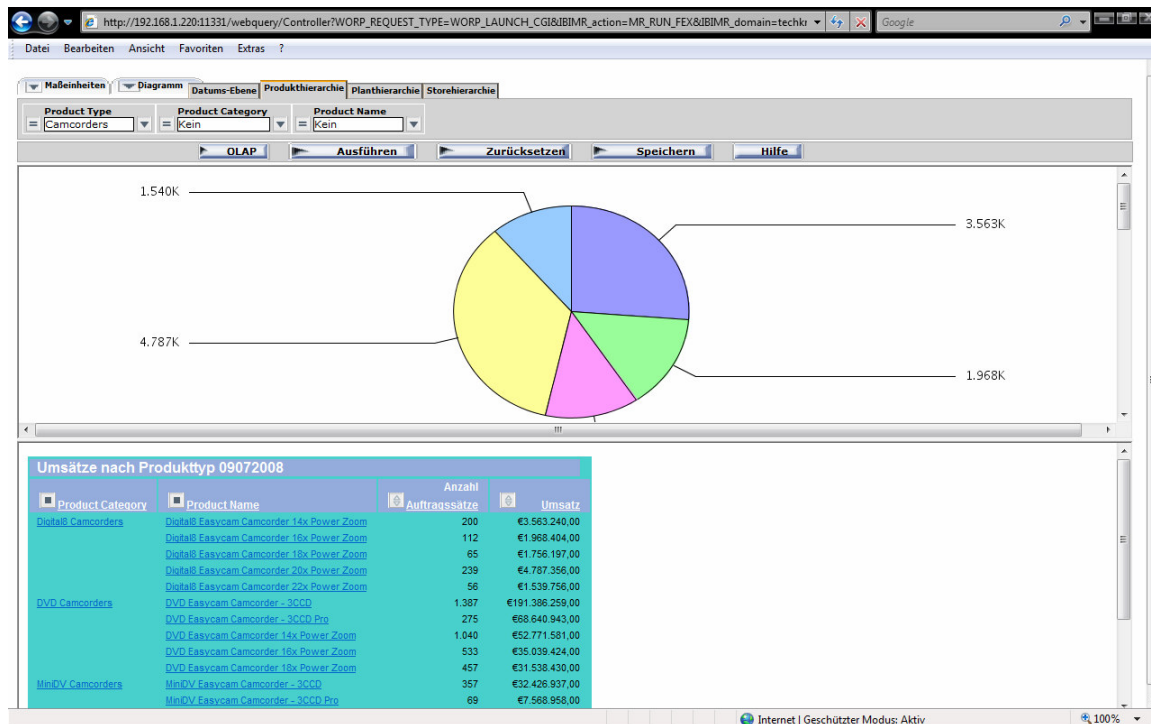 http://192.168.1.220:11331/webquery/Controller?WORP_REQUEST_TYPE=WORP_LAUNCH_CGI&IBIMR_action=MR_RUN_FEX&IBIMR_domain=techkr Google
Datei Bearbeiten Ansicht Favoriten Extras ?
Maßeinheiten Diagramm Datums-Ebene Produkthierarchie Planthierarchie Storehierarchie
Product Type Product Category Product Name
= Camcorders = Kein = Kein
OLAP Ausführen Zurücksetzen Speichern Hilfe
1.540K
3.563K
4.787K
1.968K
Umsätze nach Produkttyp 09072008
Product Category Product Name Anzahl Auftragssätze Umsatz
Digital8 Camcorders Digital8 Easycam Camcorder 14x Power Zoom 200 €3.563.240,00
Digital8 Easycam Camcorder 16x Power Zoom 112 €1.968.404,00
Digital8 Easycam Camcorder 18x Power Zoom 65 €1.756.197,00
Digital8 Easycam Camcorder 20x Power Zoom 239 €4.787.356,00
Digital8 Easycam Camcorder 22x Power Zoom 56 €1.539.756,00
DVD Camcorders DVD Easycam Camcorder - 3CCD 1.387 €191.386.259,00
DVD Easycam Camcorder - 3CCD Pro 275 €68.640.943,00
DVD Easycam Camcorder 14x Power Zoom 1.040 €52.771.581,00
DVD Easycam Camcorder 16x Power Zoom 533 €35.039.424,00
DVD Easycam Camcorder 18x Power Zoom 457 €31.538.430,00
MiniDV Camcorders MiniDV Easycam Camcorder - 3CCD 357 €32.426.937,00
MiniDV Easycam Camcorder - 3CCD Pro 69 €7.568.958,00
Internet | Geschützter Modus: Aktiv 100%